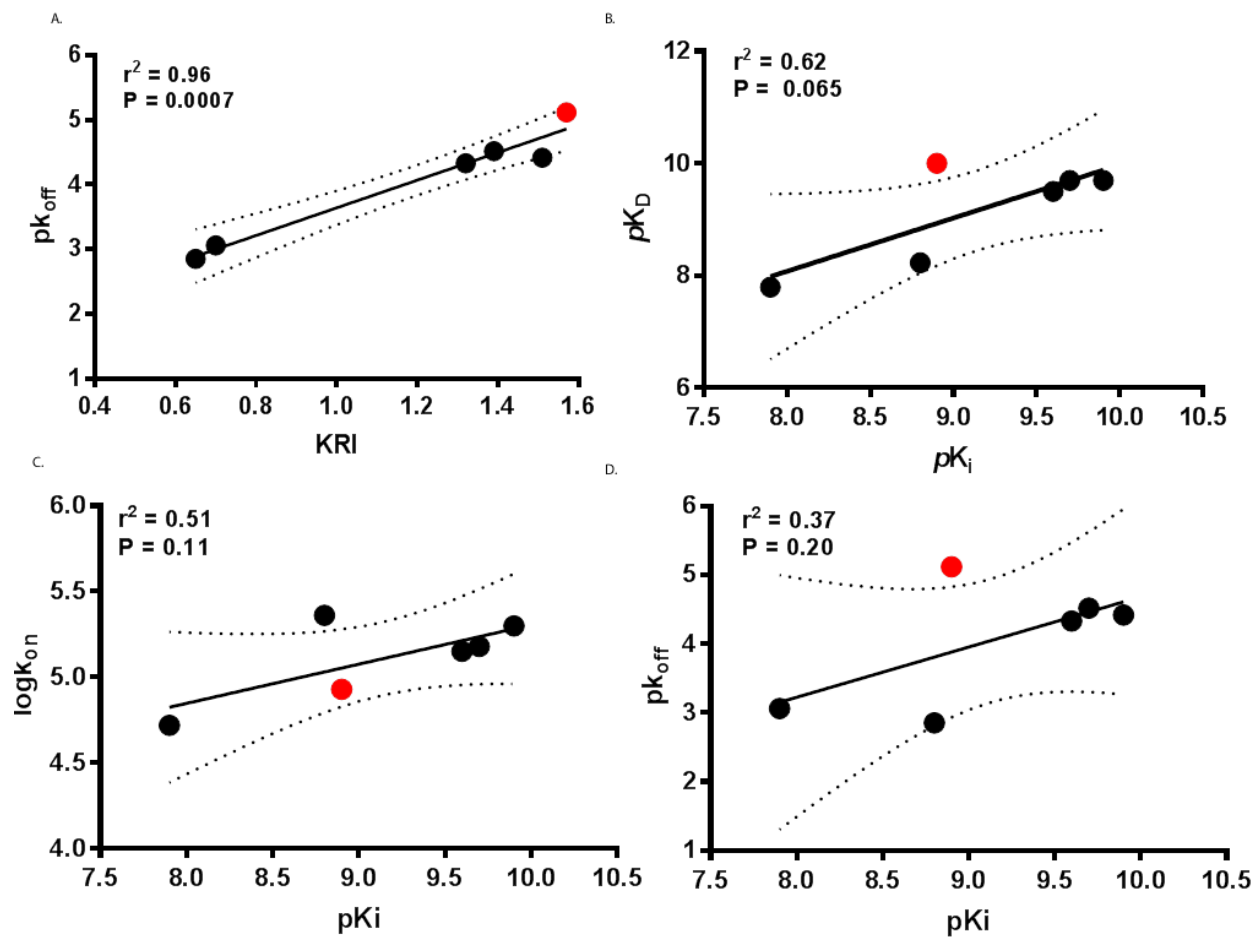 A.
r² = 0.96
P = 0.0007
pk_off
6
5
4
3
2
1
0.4 0.6 0.8 1.0 1.2 1.4 1.6
KRI
B.
r² = 0.62
P = 0.065
pK_D
12
10
8
6
7.5 8.0 8.5 9.0 9.5 10.0 10.5
pK_i
C.
r² = 0.51
P = 0.11
logk_on
6.0
5.5
5.0
4.5
4.0
7.5 8.0 8.5 9.0 9.5 10.0 10.5
pKi
D.
r² = 0.37
P = 0.20
pk_off
6
5
4
3
2
1
7.5 8.0 8.5 9.0 9.5 10.0 10.5
pKi